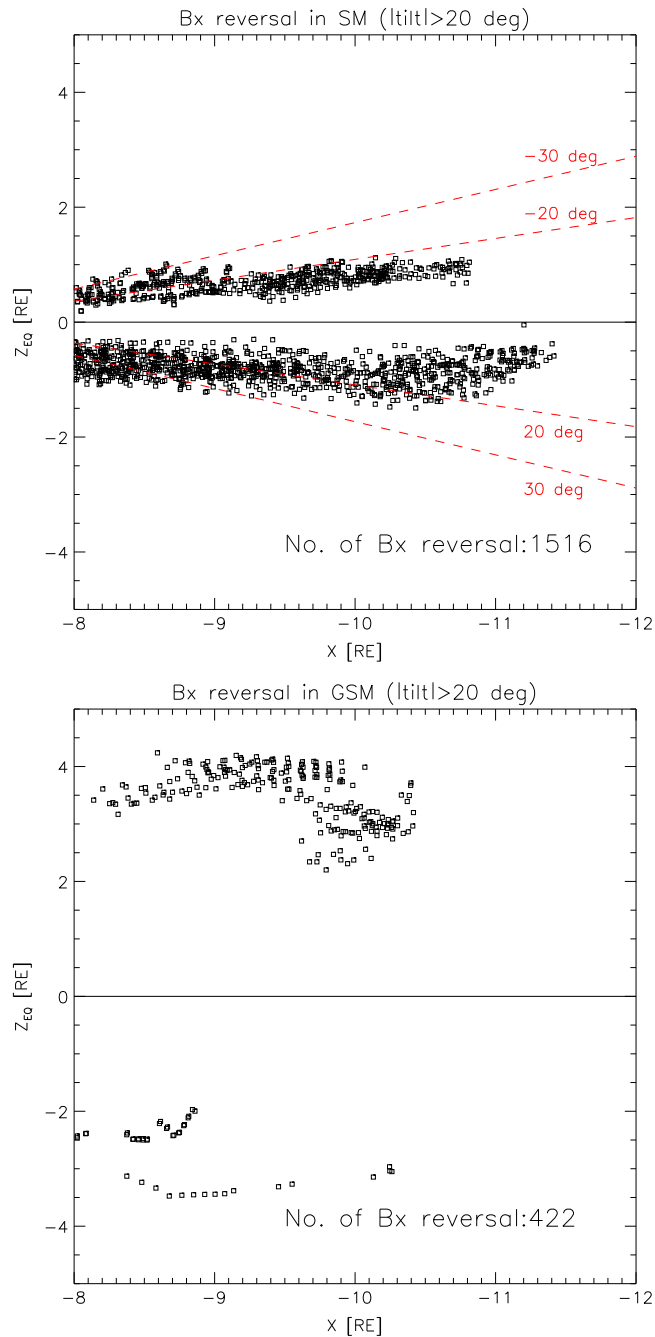 Bx reversal in SM (|tilt|>20 deg)
4
-30 deg
2
-20 deg
0
Z_EQ [RE]
-2
20 deg
30 deg
-4
No. of Bx reversal:1516
-8 -9 -10 -11 -12
X [RE]
Bx reversal in GSM (|tilt|>20 deg)
4
2
0
Z_EQ [RE]
-2
-4
No. of Bx reversal:422
-8 -9 -10 -11 -12
X [RE]